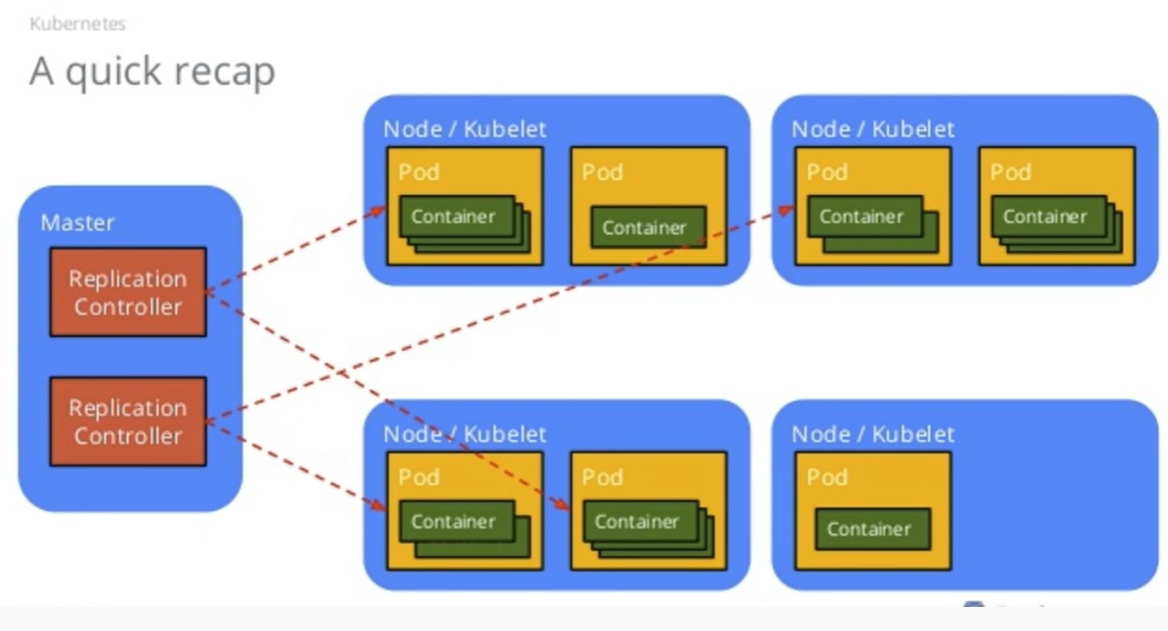 Kubernetes
A quick recap
Master
Replication
Controller
Replication
Controller
Node / Kubelet
Pod
Container
Pod
Container
Node / Kubelet
Pod
Container
Pod
Container
Node / Kubelet
Pod
Container
Pod
Container
Node / Kubelet
Pod
Container